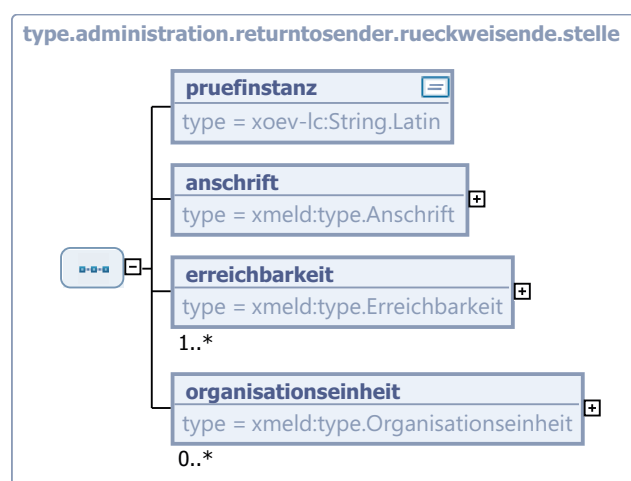 type.administration.returntosender.rueckweisende.stelle
pruefinstanz
type = xoev-lc:String.Latin
anschrift
type = xmeld:type.Anschrift
erreichbarkeit
type = xmeld:type.Erreichbarkeit
1..*
organisationseinheit
type = xmeld:type.Organisationseinheit
0..*